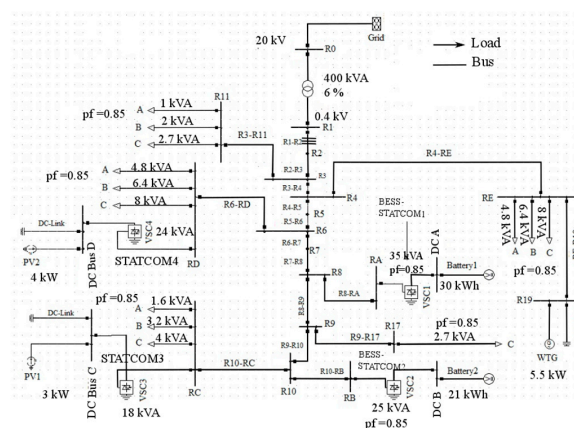 Grid
20 kV
R0
Load
Bus
400 kVA
6 %
0.4 kV
R1
R11
pf =0.85
A
1 kVA
B
2 kVA
C
2.7 kVA
R3-R11
R1-R2
R2
R2-R3
R3
R3-R4
R4
R4-RE
RE
R4-R5
R5
R5-R6
R6
R6-R7
R7
R7-R8
R8
pf =0.85
A
4.8 kVA
B
6.4 kVA
C
8 kVA
R6-RD
RD
DC-Link
VSC4
24 kVA
STATCOM4
DC Bus D
PV2
4 kW
BESS-
STATCOM1
35 kVA
pf=0.85
RA
R8-RA
VSC1
DC A
Battery1
30 kWh
4.8 kVA
6.4 kVA
8 kVA
A
B
C
pf =0.85
R19
WTG
5.5 kW
pf =0.85
A
1.6 kVA
B
3.2 kVA
C
4 kVA
DC-Link
STATCOM3
DC Bus C
PV1
3 kW
VSC3
18 kVA
RC
R10-RC
R8-R9
R9
R9-R10
R10
R9-R17
R17
pf =0.85
2.7 kVA
C
BESS-
STATCOM2
R10-RB
RB
VSC2
25 kVA
pf =0.85
DC B
Battery2
21 kWh